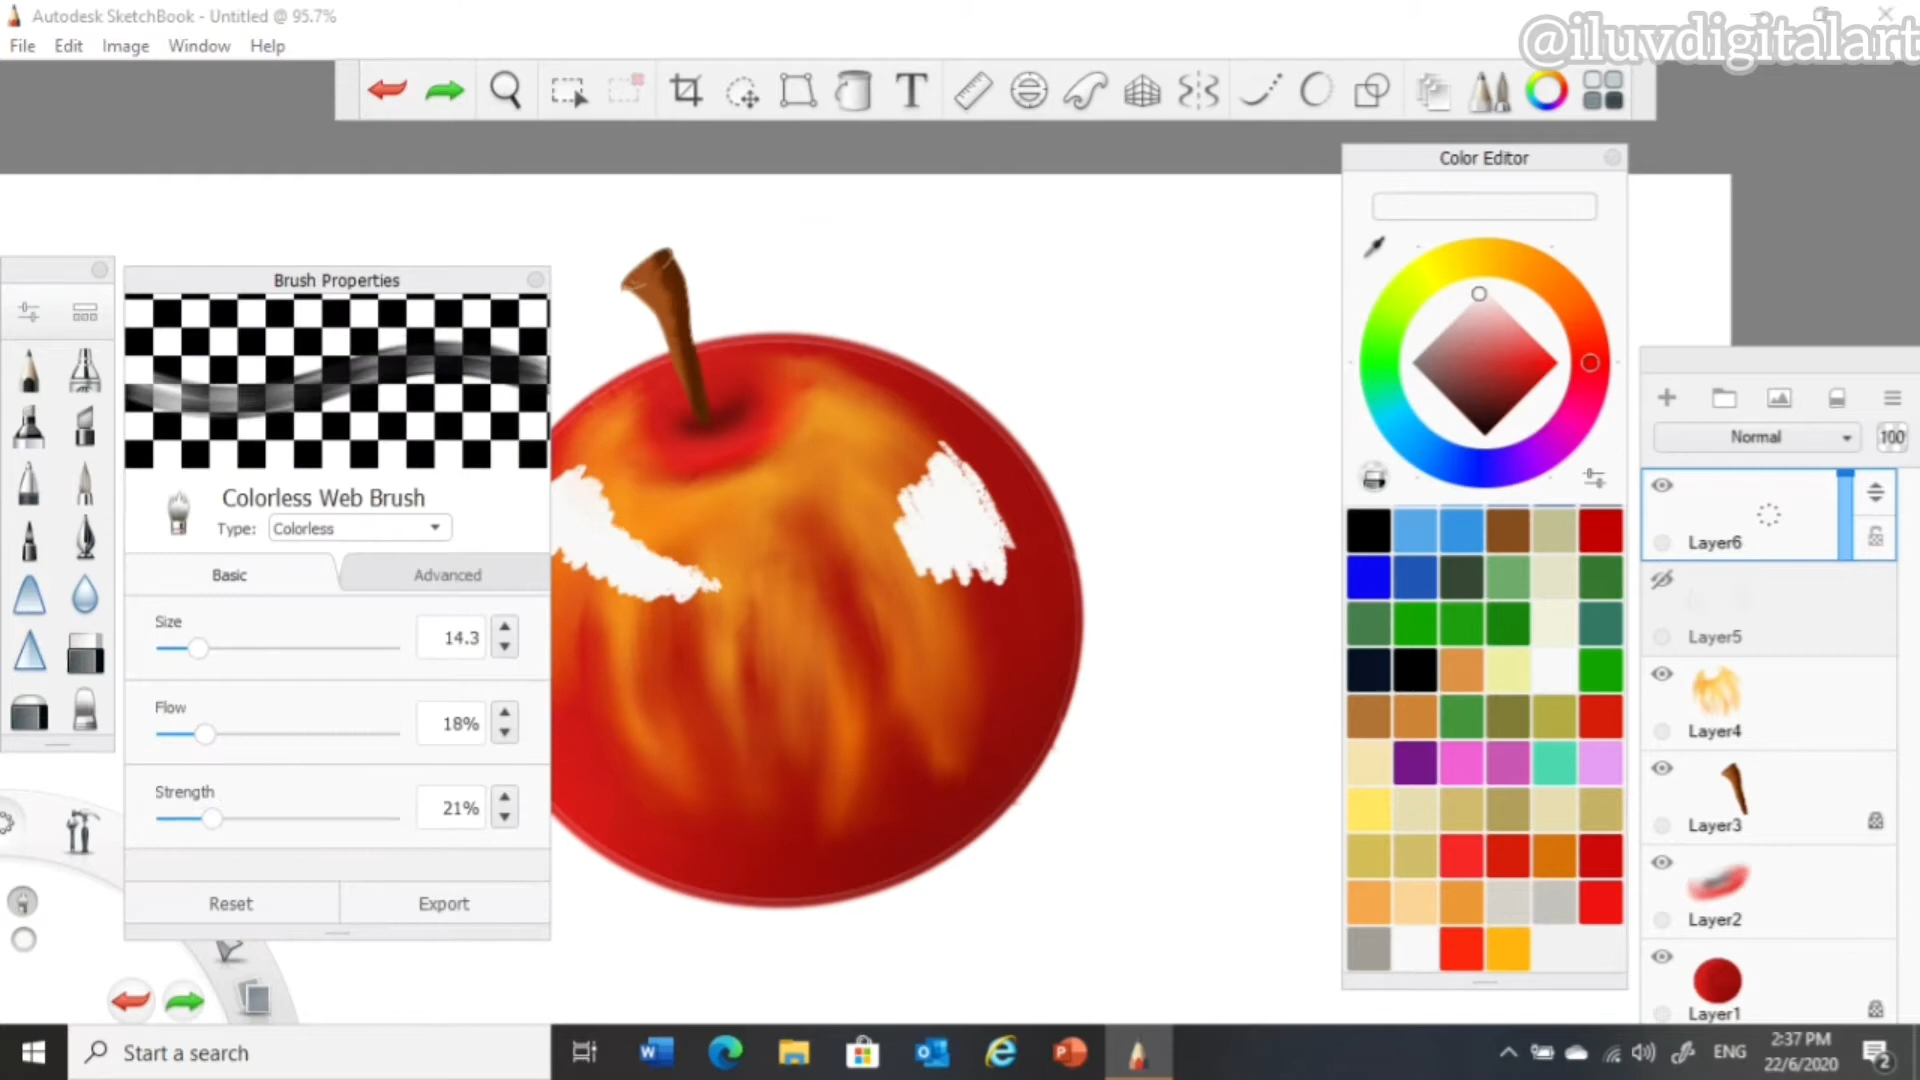 Autodesk SketchBook - Untitled @ 95.7%
@iluvdigitalart
File Edit Image Window Help
T
Color Editor
Brush Properties
Normal 100
Colorless Web Brush
Type: Colorless
Basic Advanced
Size 14.3
Flow 18%
Strength 21%
Reset Export
Layer6
Layer5
Layer4
Layer3
Layer2
Layer1
Start a search
ENG
2:37 PM
22/6/2020
2